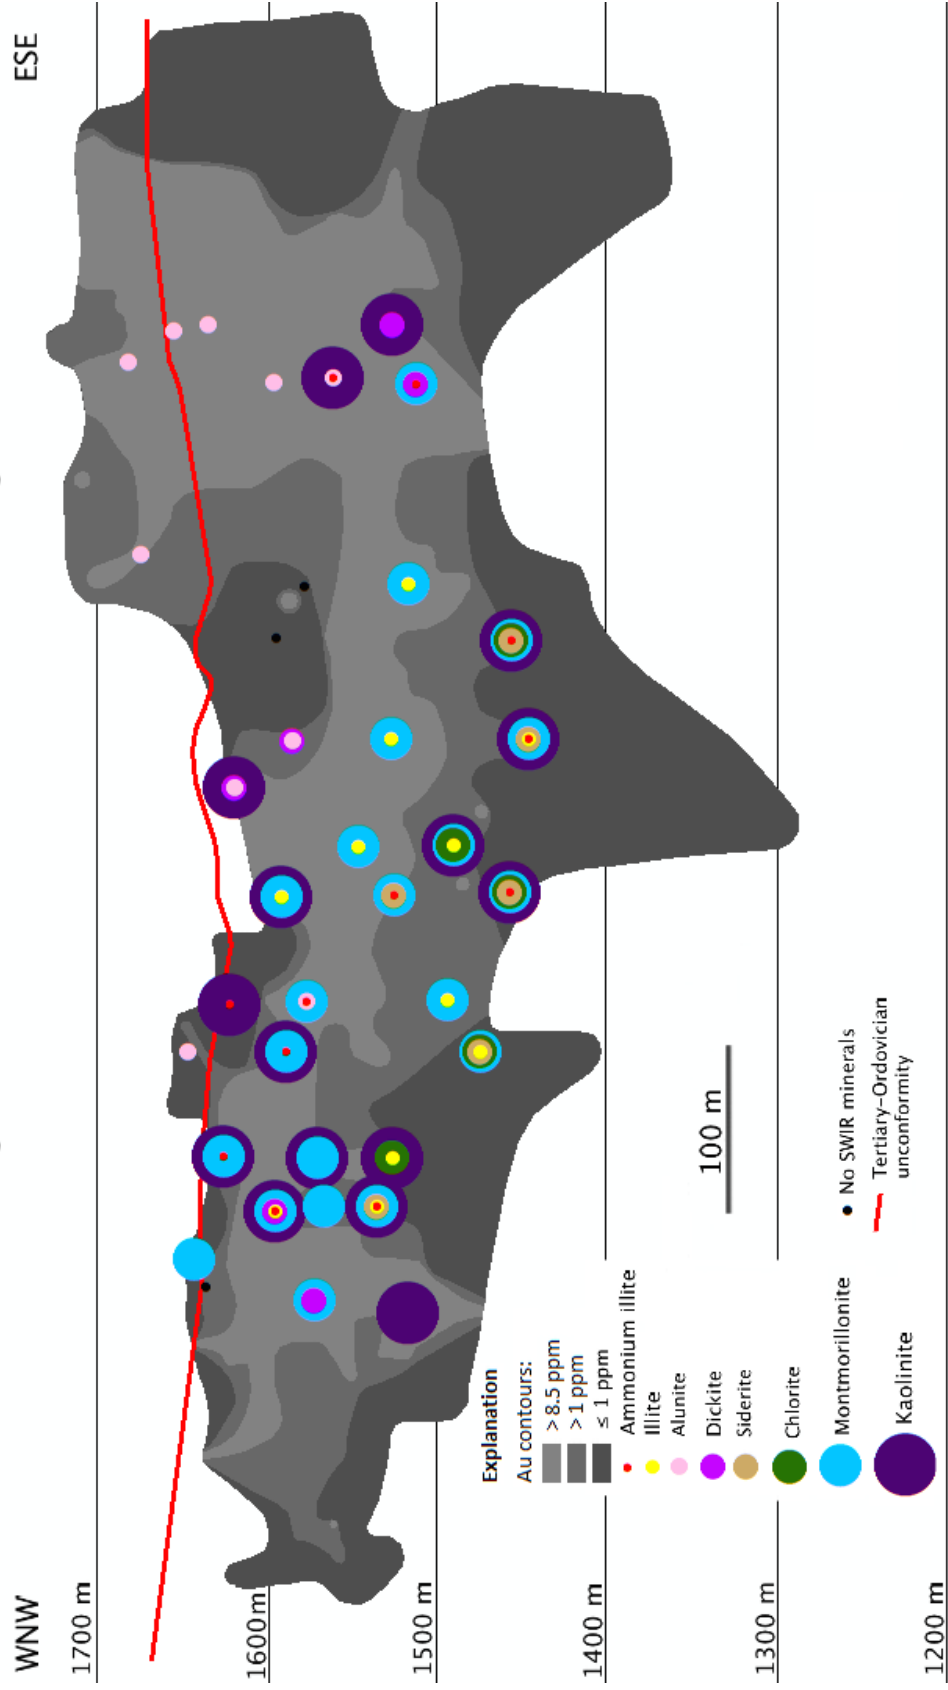 WNW
ESE
1700 m
1600m
1500 m
1400 m
1300 m
1200 m
Explanation
Au contours:
> 8.5 ppm
> 1 ppm
≤ 1 ppm
Ammonium illite
Illite
Alunite
Dickite
Siderite
Chlorite
Montmorillonite
Kaolinite
100 m
No SWIR minerals
Tertiary-Ordovician
unconformity